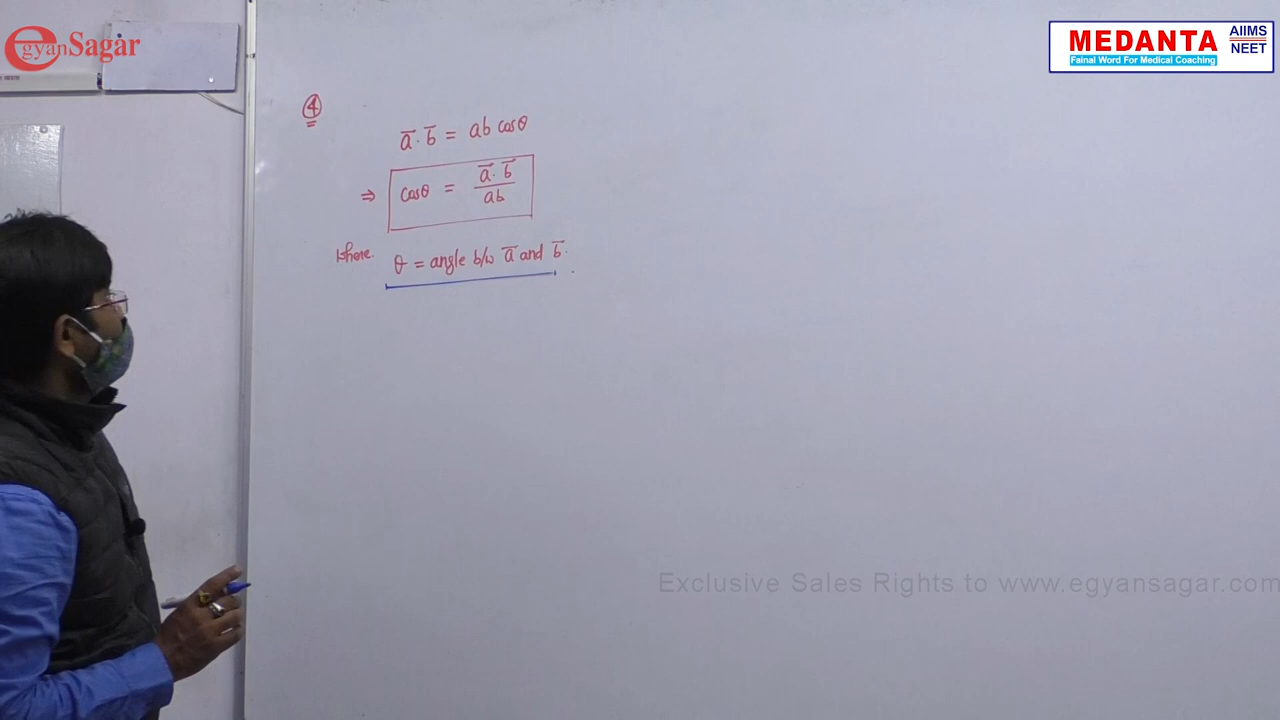 egyanSagar
MEDANTA
Fainal Word For Medical Coaching
AIIMS
NEET
④
a⃗ . b⃗ = ab cosθ
⇒ cosθ = a⃗ . b⃗ / ab
where θ = angle b/w a⃗ and b⃗.
Exclusive Sales Rights to www.egyansagar.com